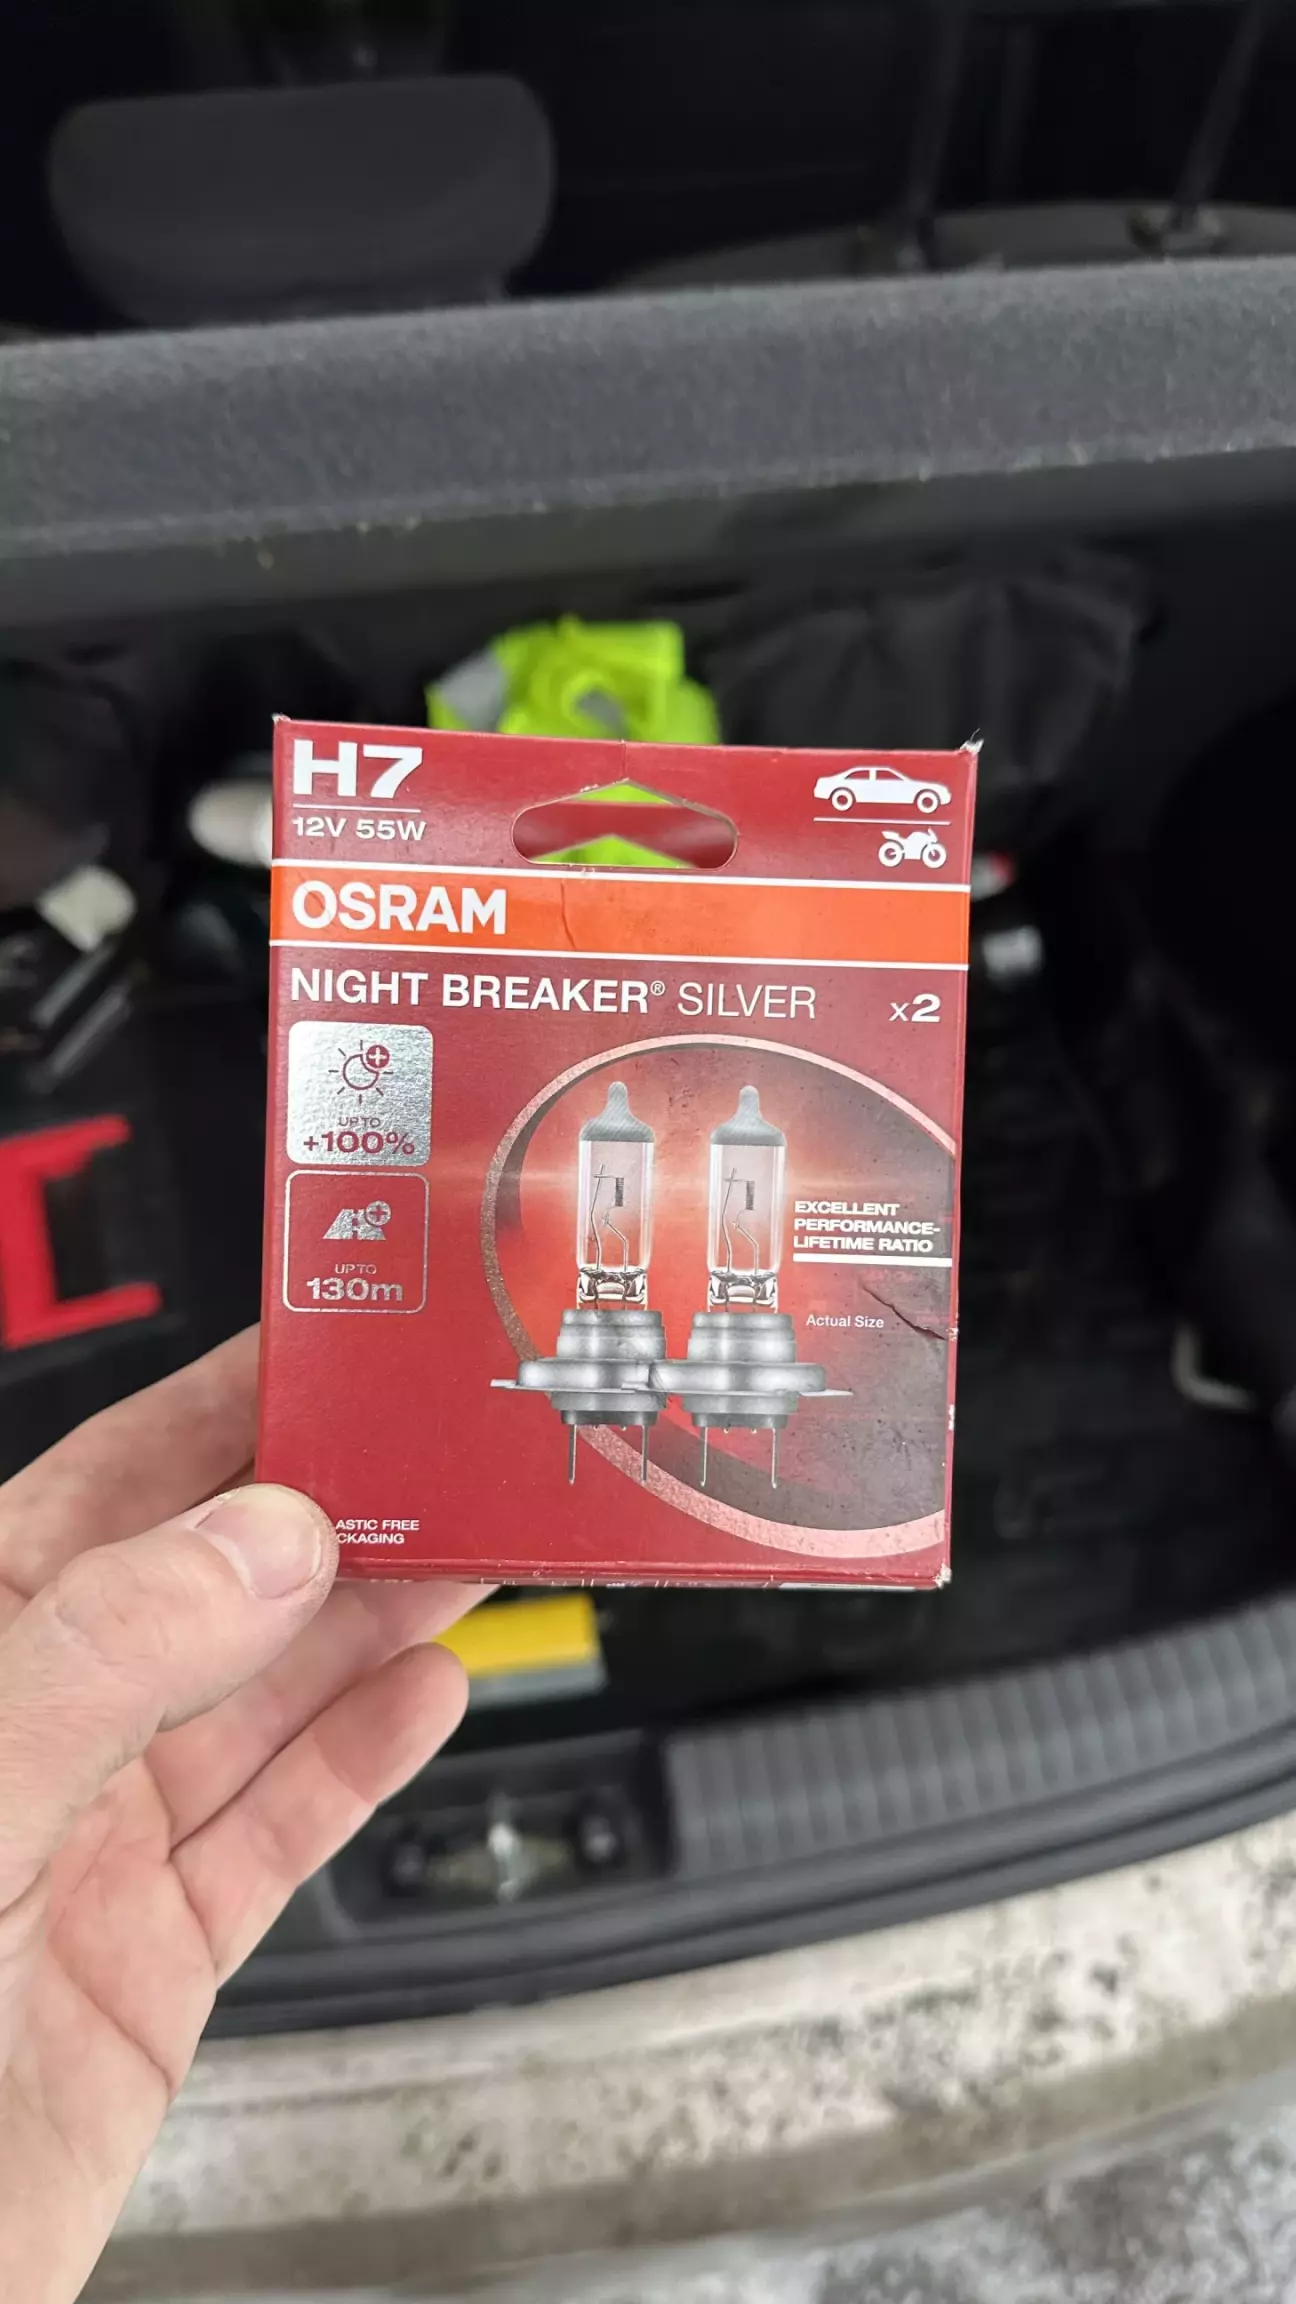 H7
12V 55W
OSRAM
NIGHT BREAKER® SILVER x2
UP TO
+100%
UP TO
130m
EXCELLENT
PERFORMANCE-
LIFETIME RATIO
Actual Size
ASTIC FREE
CKAGING